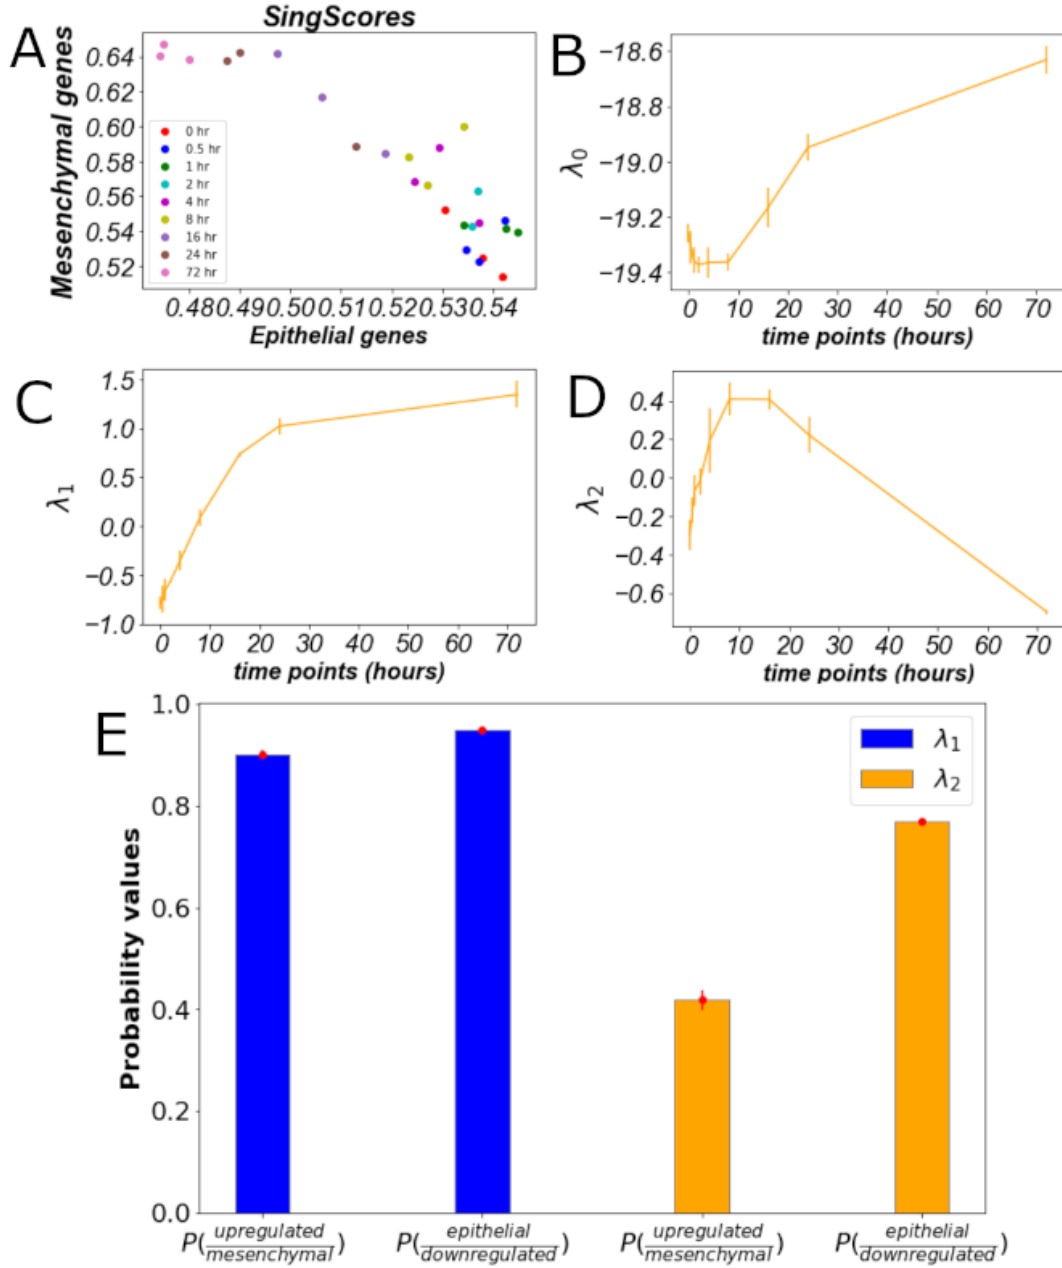 A
SingScores
Mesenchymal genes
0.64
0.62
0.60
0.58
0.56
0.54
0.52
0 hr
0.5 hr
1 hr
2 hr
4 hr
8 hr
16 hr
24 hr
72 hr
0.48 0.49 0.50 0.51 0.52 0.53 0.54
Epithelial genes
B
λ0
−18.6
−18.8
−19.0
−19.2
−19.4
0 10 20 30 40 50 60 70
time points (hours)
C
λ1
1.5
1.0
0.5
0.0
−0.5
−1.0
0 10 20 30 40 50 60 70
time points (hours)
D
λ2
0.4
0.2
0.0
−0.2
−0.4
−0.6
0 10 20 30 40 50 60 70
time points (hours)
E
Probability values
1.0
0.8
0.6
0.4
0.2
0.0
λ1
λ2
P(upregulated/mesenchymal)
P(epithelial/downregulated)
P(upregulated/mesenchymal)
P(epithelial/downregulated)